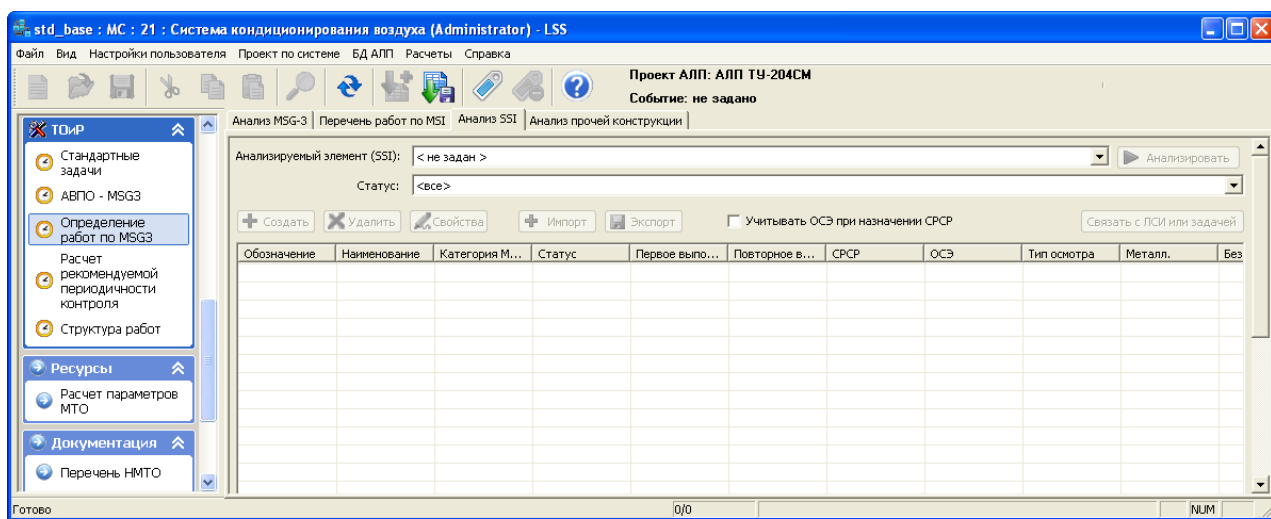 std_base : MC : 21 : Система кондиционирования воздуха (Administrator) - LSS
Файл Вид Настройки пользователя Проект по системе БД АЛП Расчеты Справка
Проект АЛП: АЛП ТУ-204СМ
Событие: не задано
ТОиР
Стандартные
задачи
АВПО - MSG3
Определение
работ по MSG3
Расчет
рекомендуемой
периодичности
контроля
Структура работ
Ресурсы
Расчет параметров
МТО
Документация
Перечень НМТО
Анализ MSG-3 Перечень работ по MSI Анализ SSI Анализ прочей конструкции
Анализируемый элемент (SSI): < не задан > Анализировать
Статус: <все>
Создать Удалить Свойства Импорт Экспорт Учитывать ОСЭ при назначении СРСР Связать с ЛСИ или задачей
Обозначение Наименование Категория М... Статус Первое выпо... Повторное в... СРСР ОСЭ Тип осмотра Металл. Без
Готово 0/0 NUM